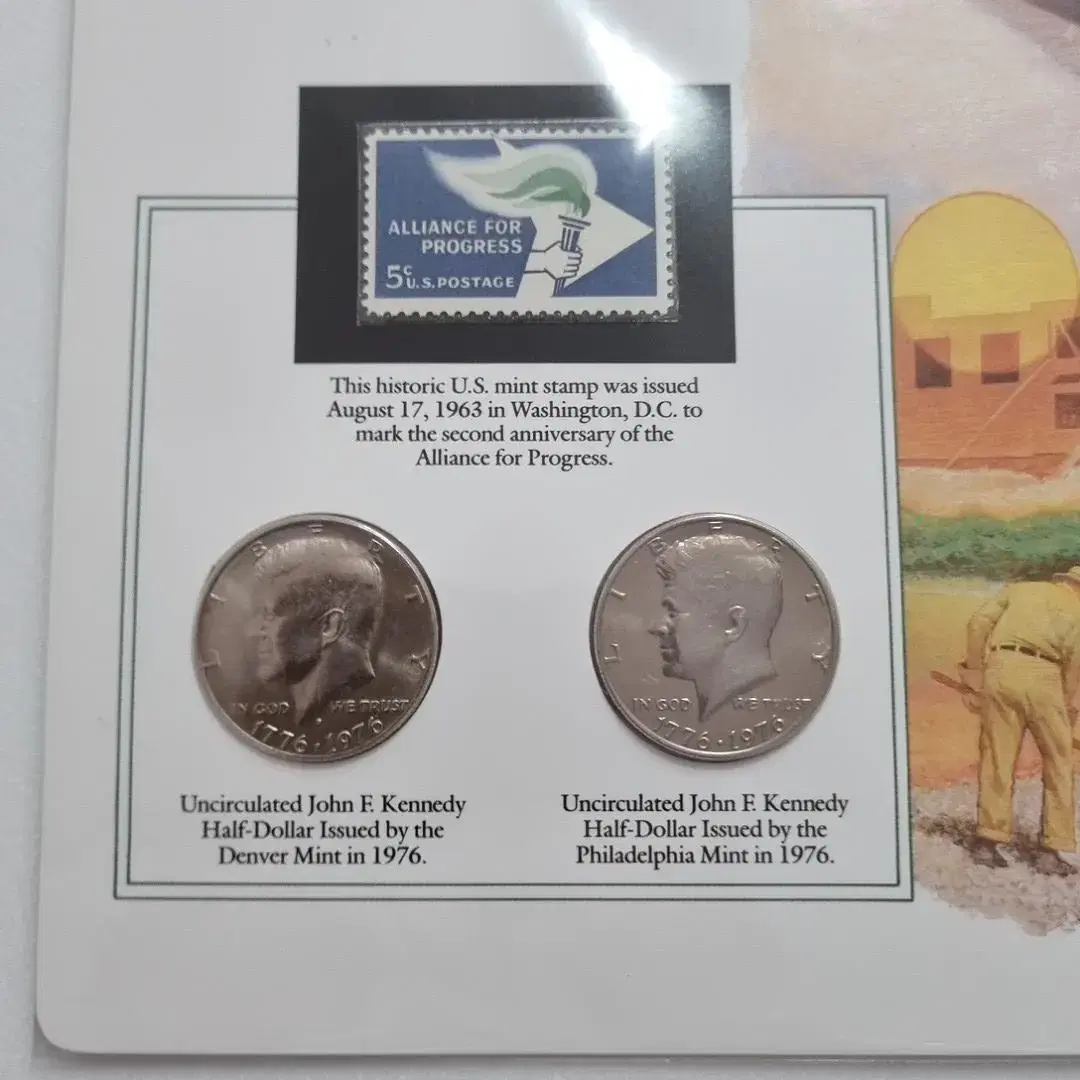 ALLIANCE FOR
PROGRESS
5c U.S. POSTAGE
This historic U.S. mint stamp was issued
August 17, 1963 in Washington, D.C. to
mark the second anniversary of the
Alliance for Progress.
LIBERTY
IN GOD WE TRUST
1776·1976
LIBERTY
IN GOD WE TRUST
1776·1976
Uncirculated John F. Kennedy
Half-Dollar Issued by the
Denver Mint in 1976.
Uncirculated John F. Kennedy
Half-Dollar Issued by the
Philadelphia Mint in 1976.